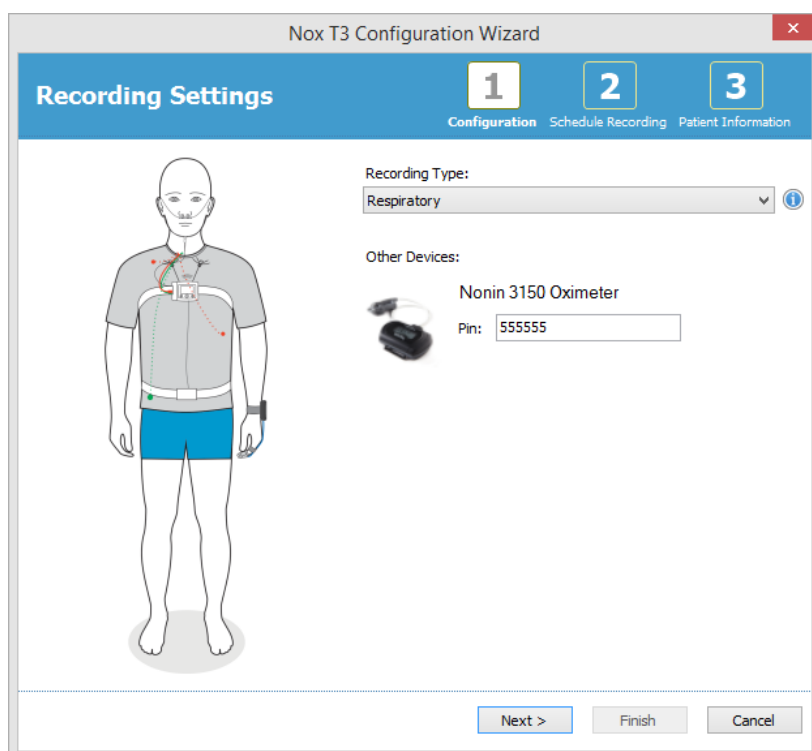 Nox T3 Configuration Wizard
Recording Settings
1
2
3
Configuration
Schedule Recording
Patient Information
Recording Type:
Respiratory
Other Devices:
Nonin 3150 Oximeter
Pin: 555555
Next >
Finish
Cancel